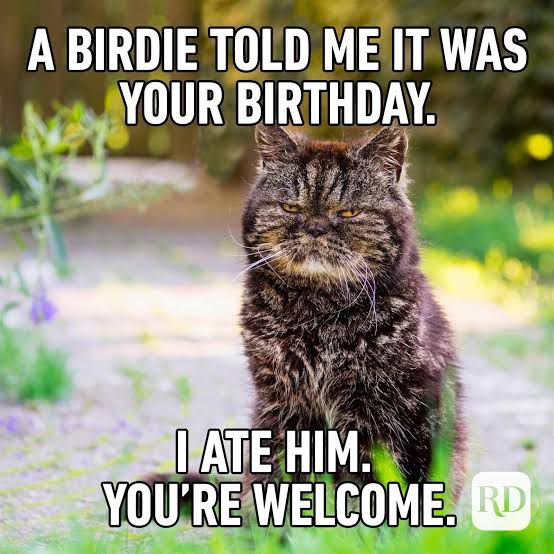 A BIRDIE TOLD ME IT WAS
YOUR BIRTHDAY.
I ATE HIM.
YOU'RE WELCOME.
RD